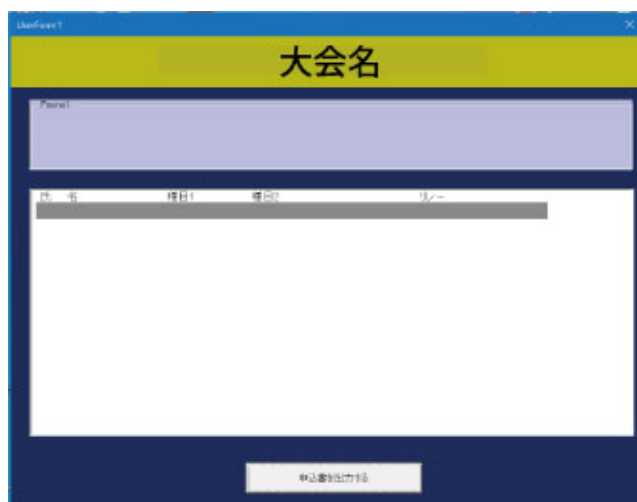 UserForm1
大会名
Frame1
氏 名 種目1 種目2 リレー
申込書を出力する